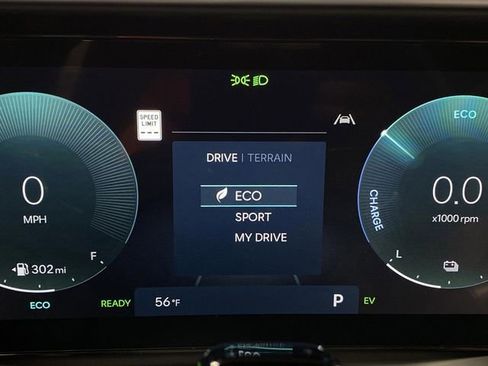 SPEED
LIMIT
---
DRIVE | TERRAIN
ECO
SPORT
MY DRIVE
0
MPH
F
302 mi
ECO
READY
56°F
P
EV
ECO
CHARGE
0.0
x1000 rpm
L
ECO